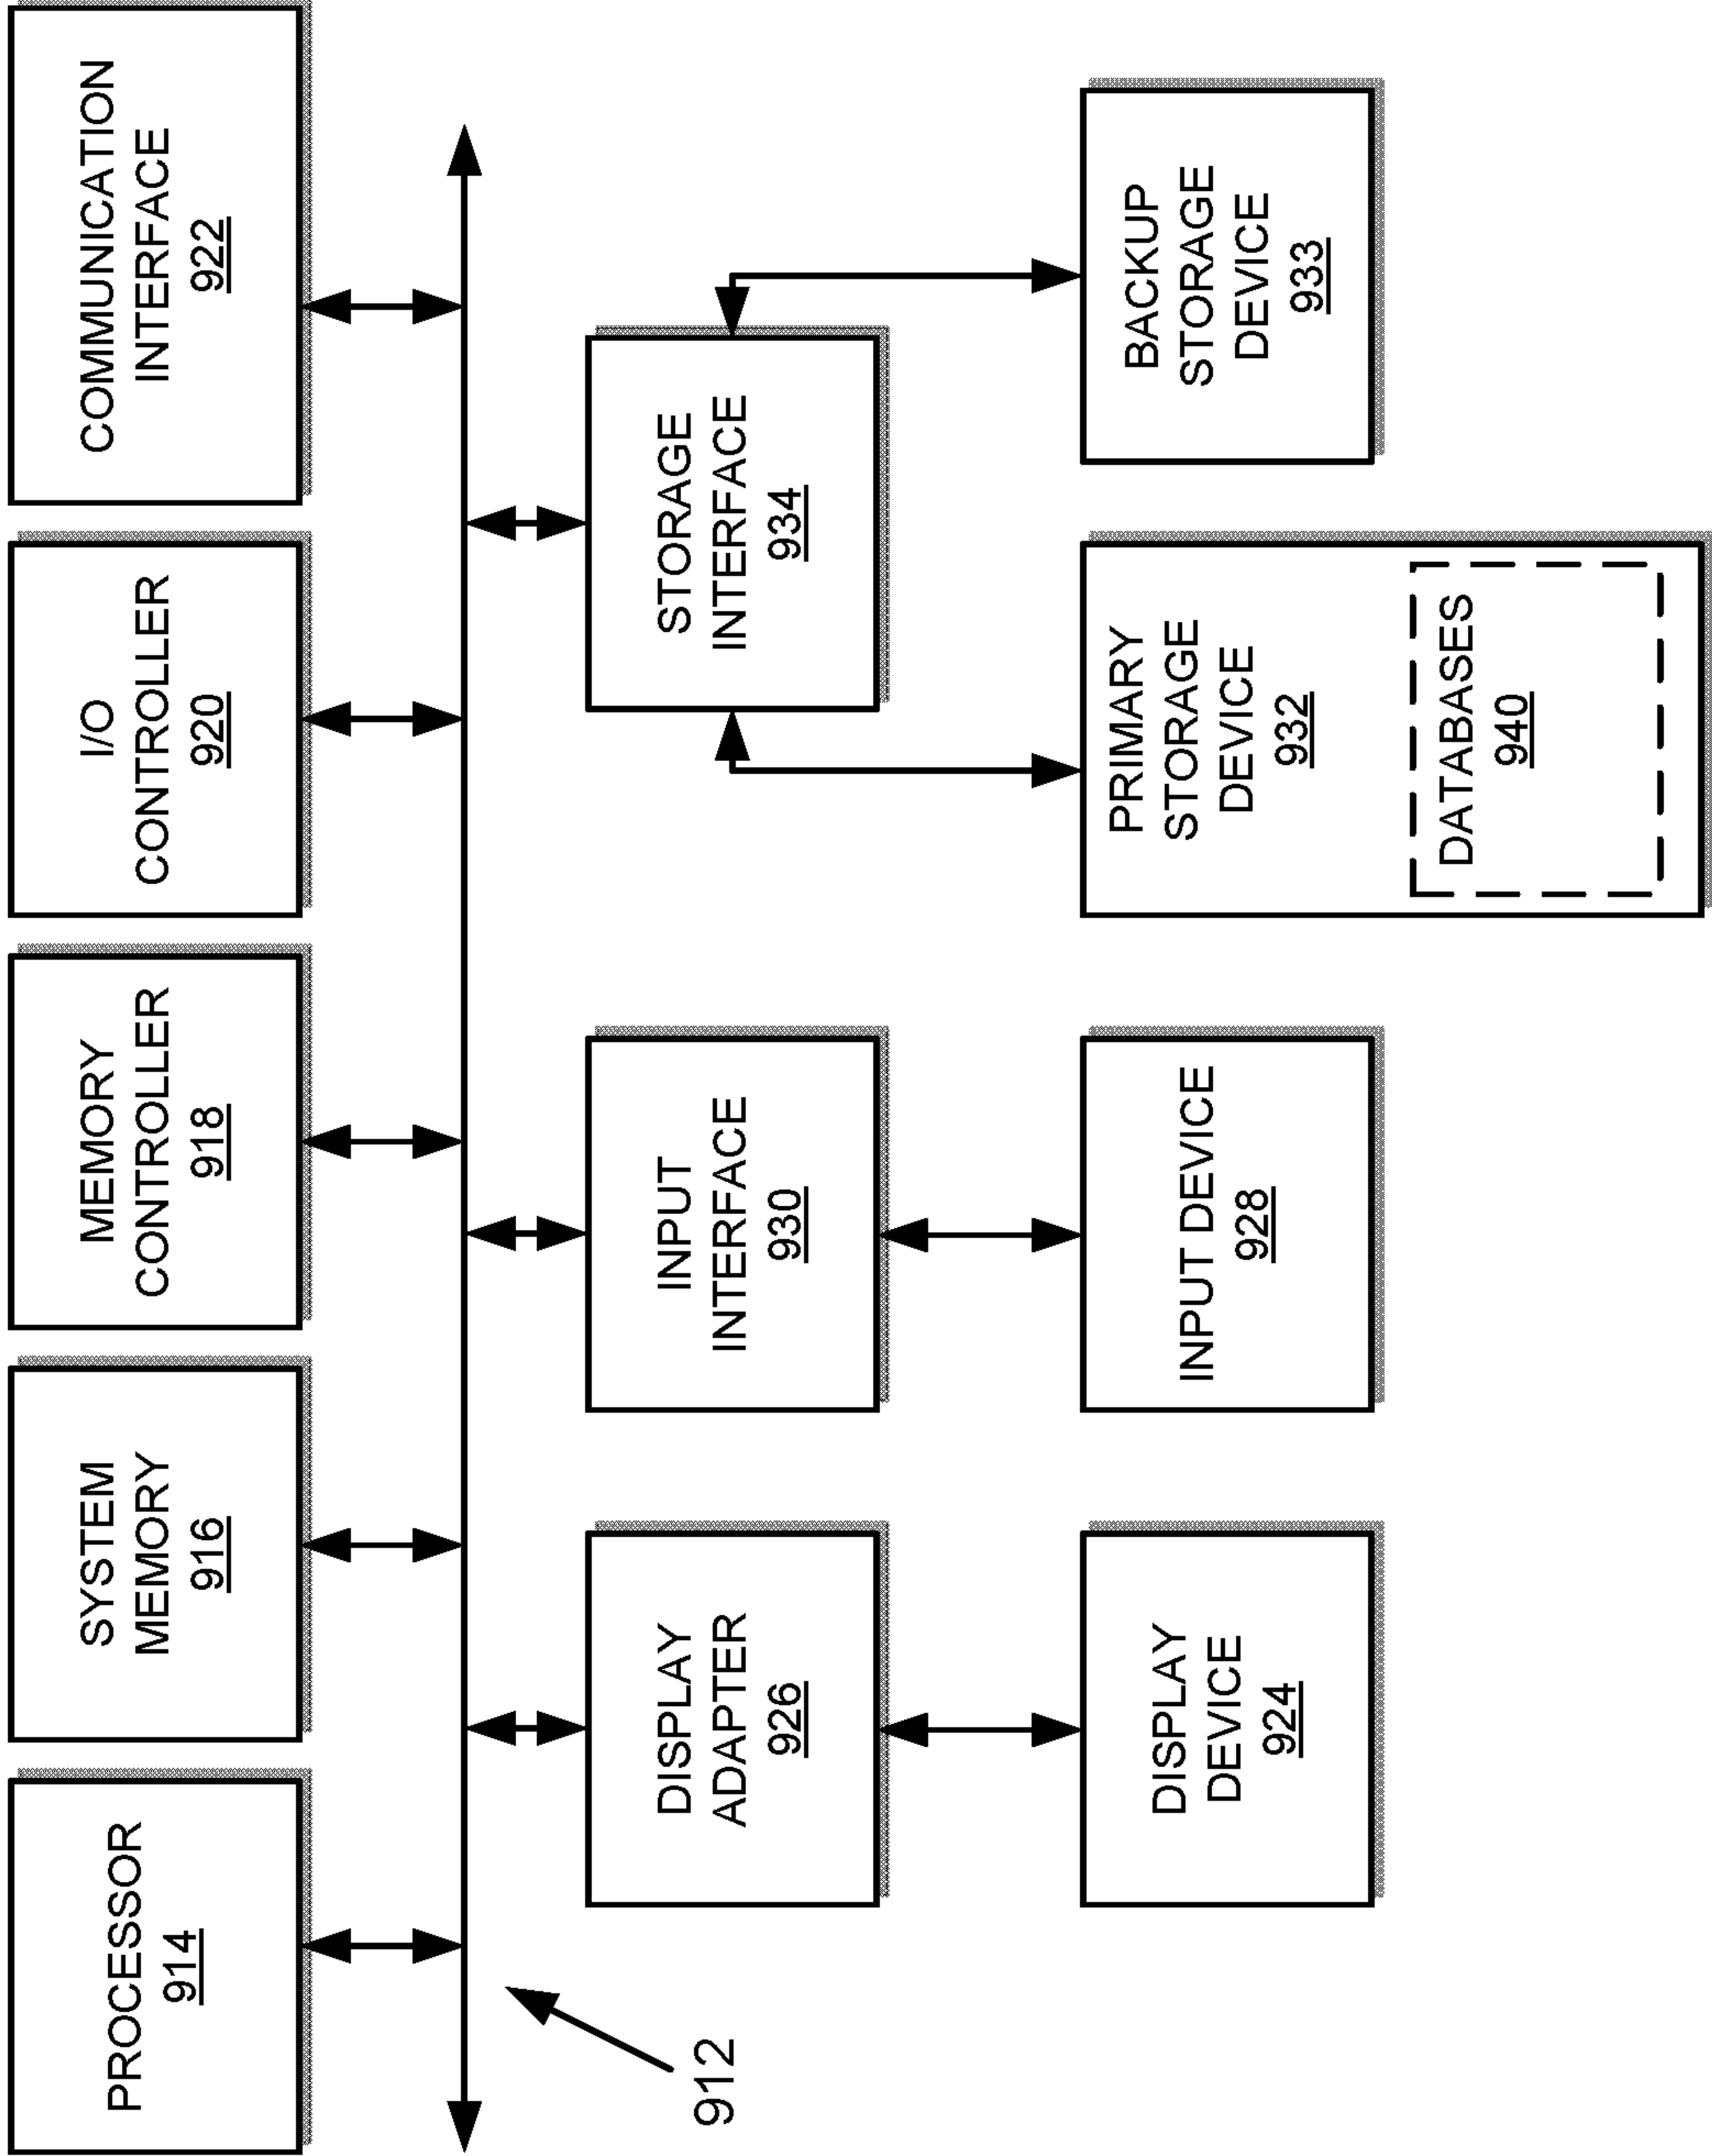 PROCESSOR
914
SYSTEM
MEMORY
916
MEMORY
CONTROLLER
918
I/O
CONTROLLER
920
COMMUNICATION
INTERFACE
922
912
DISPLAY
ADAPTER
926
INPUT
INTERFACE
930
STORAGE
INTERFACE
934
DISPLAY
DEVICE
924
INPUT DEVICE
928
PRIMARY
STORAGE
DEVICE
932
DATABASES
940
BACKUP
STORAGE
DEVICE
933